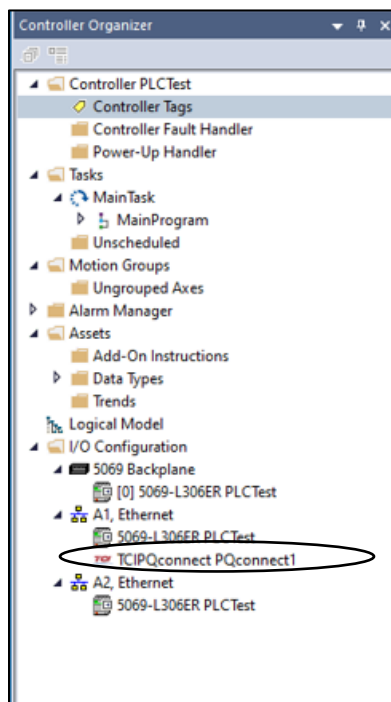 Controller Organizer
Controller PLCTest
Controller Tags
Controller Fault Handler
Power-Up Handler
Tasks
MainTask
MainProgram
Unscheduled
Motion Groups
Ungrouped Axes
Alarm Manager
Assets
Add-On Instructions
Data Types
Trends
Logical Model
I/O Configuration
5069 Backplane
[0] 5069-L306ER PLCTest
A1, Ethernet
5069-L306ER PLCTest
TCI TCIPQconnect PQconnect1
A2, Ethernet
5069-L306ER PLCTest